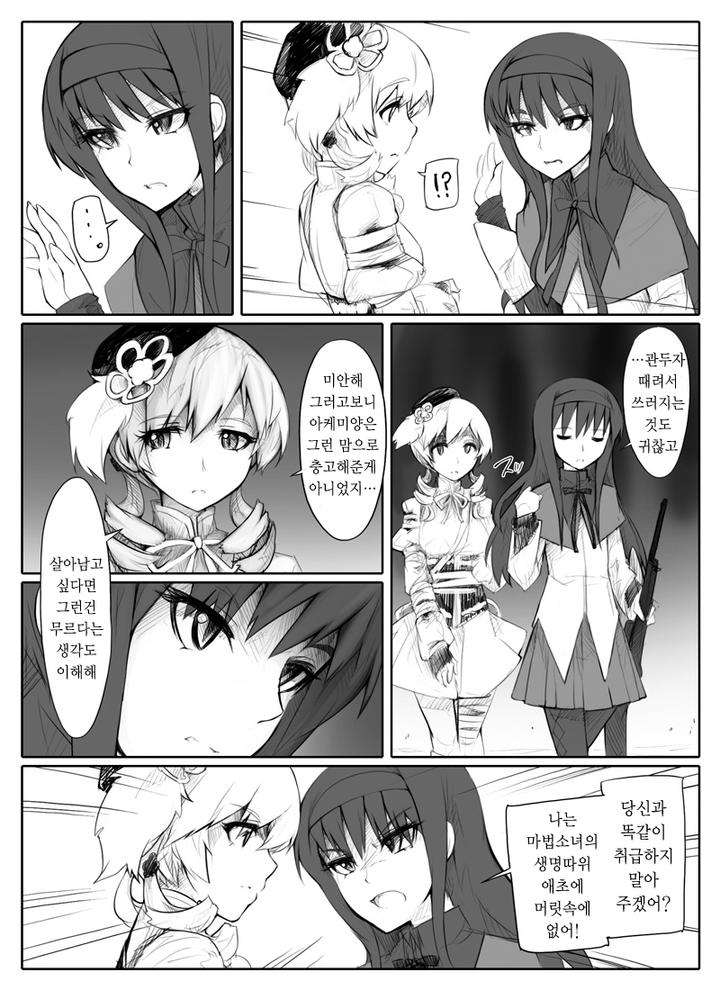 !?
...
…관두자
때려서
쓰러지는
것도
귀찮고
ズッ
미안해
그러고보니
아케미양은
그런 맘으로
충고해준게
아니었지…
살아남고
싶다면
그런건
무르다는
생각도
이해해
당신과
똑같이
취급하지
말아
주겠어?
나는
마법소녀의
생명따위
애초에
머릿속에
없어!